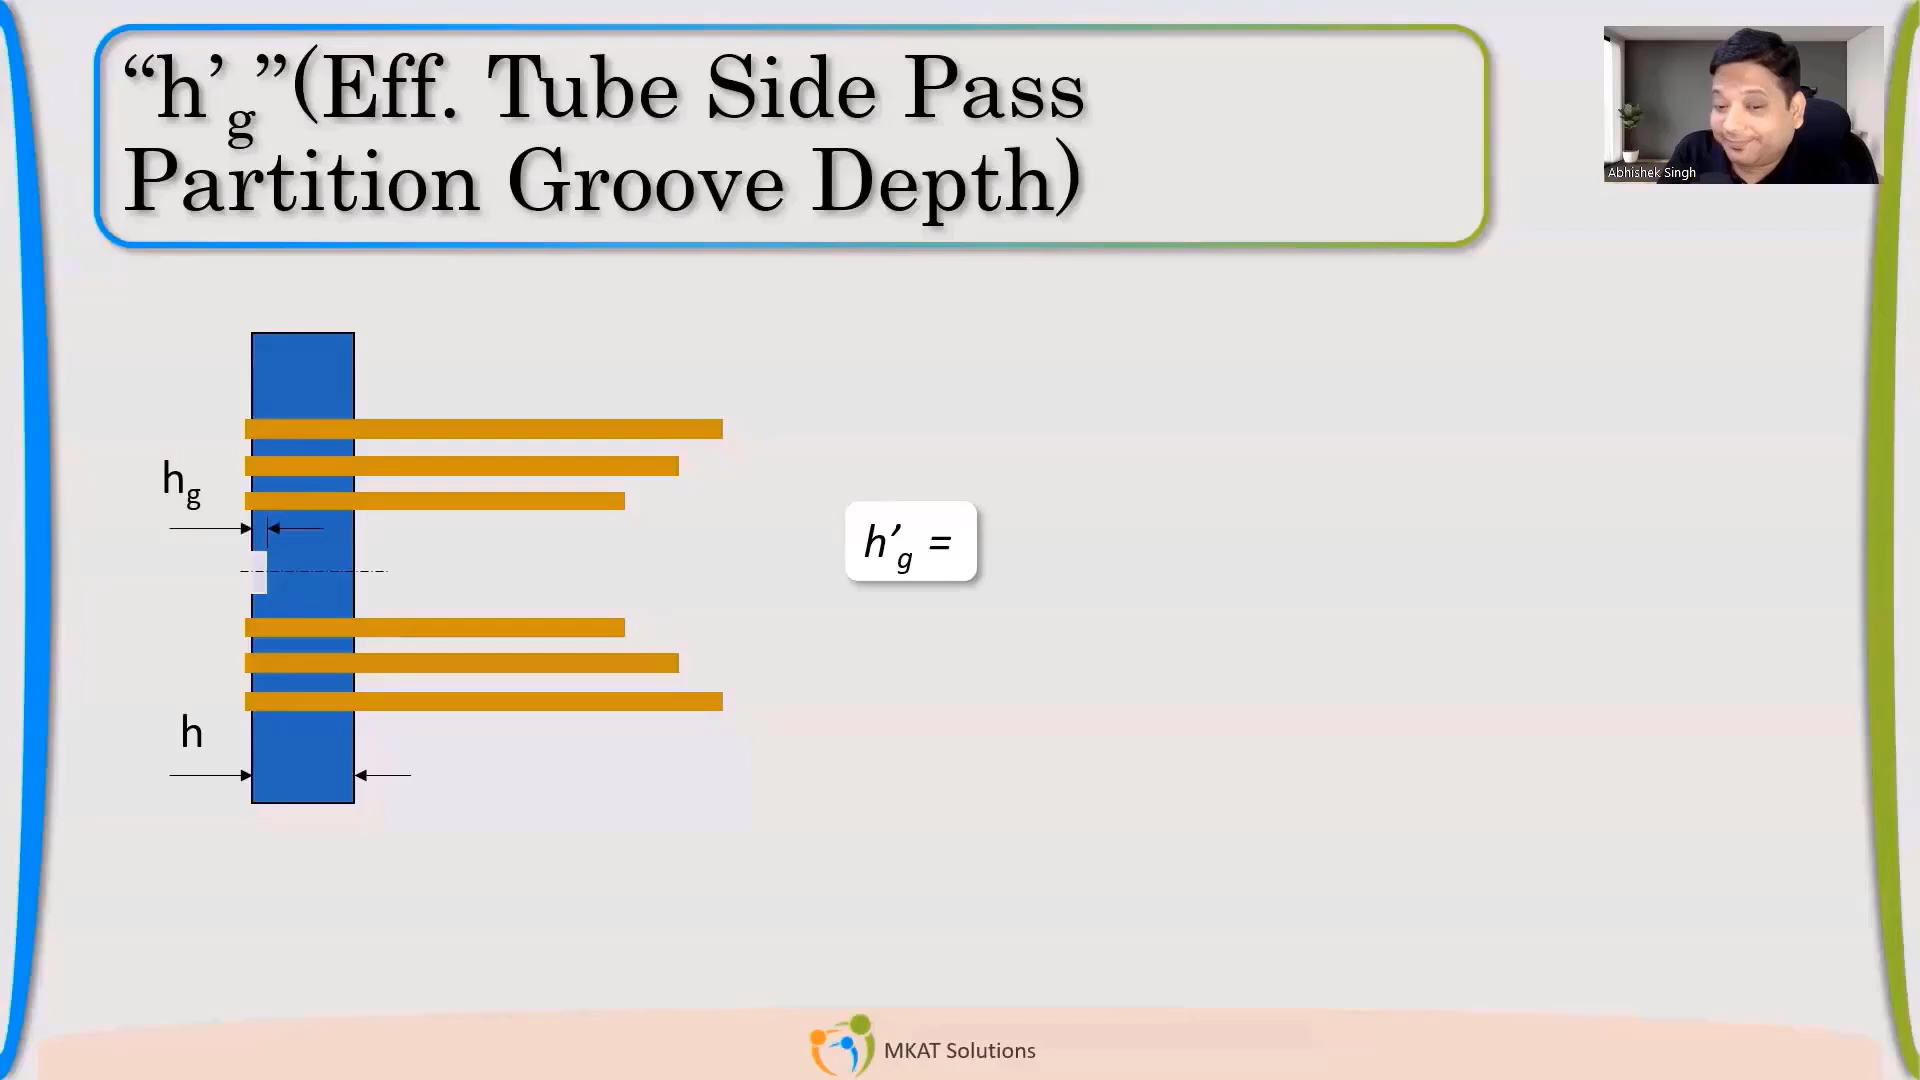 “h’g”(Eff. Tube Side Pass
Partition Groove Depth)
Abhishek Singh
hg
h’g =
h
MKAT Solutions